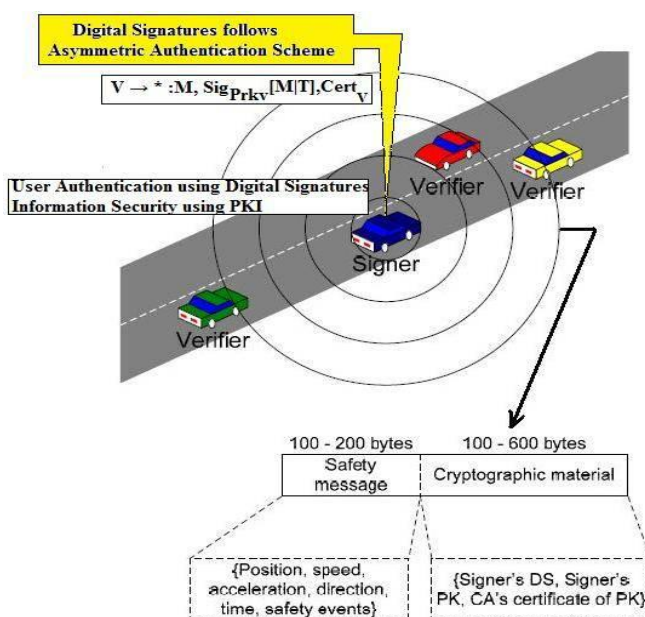 Digital Signatures follows
Asymmetric Authentication Scheme
V → * :M, Sig_Prkv[M|T],Cert_V
User Authentication using Digital Signatures
Information Security using PKI
Verifier
Verifier
Signer
Verifier
100 - 200 bytes
100 - 600 bytes
Safety
message
Cryptographic material
{Position, speed,
acceleration, direction,
time, safety events}
{Signer's DS, Signer's
PK, CA's certificate of PK}